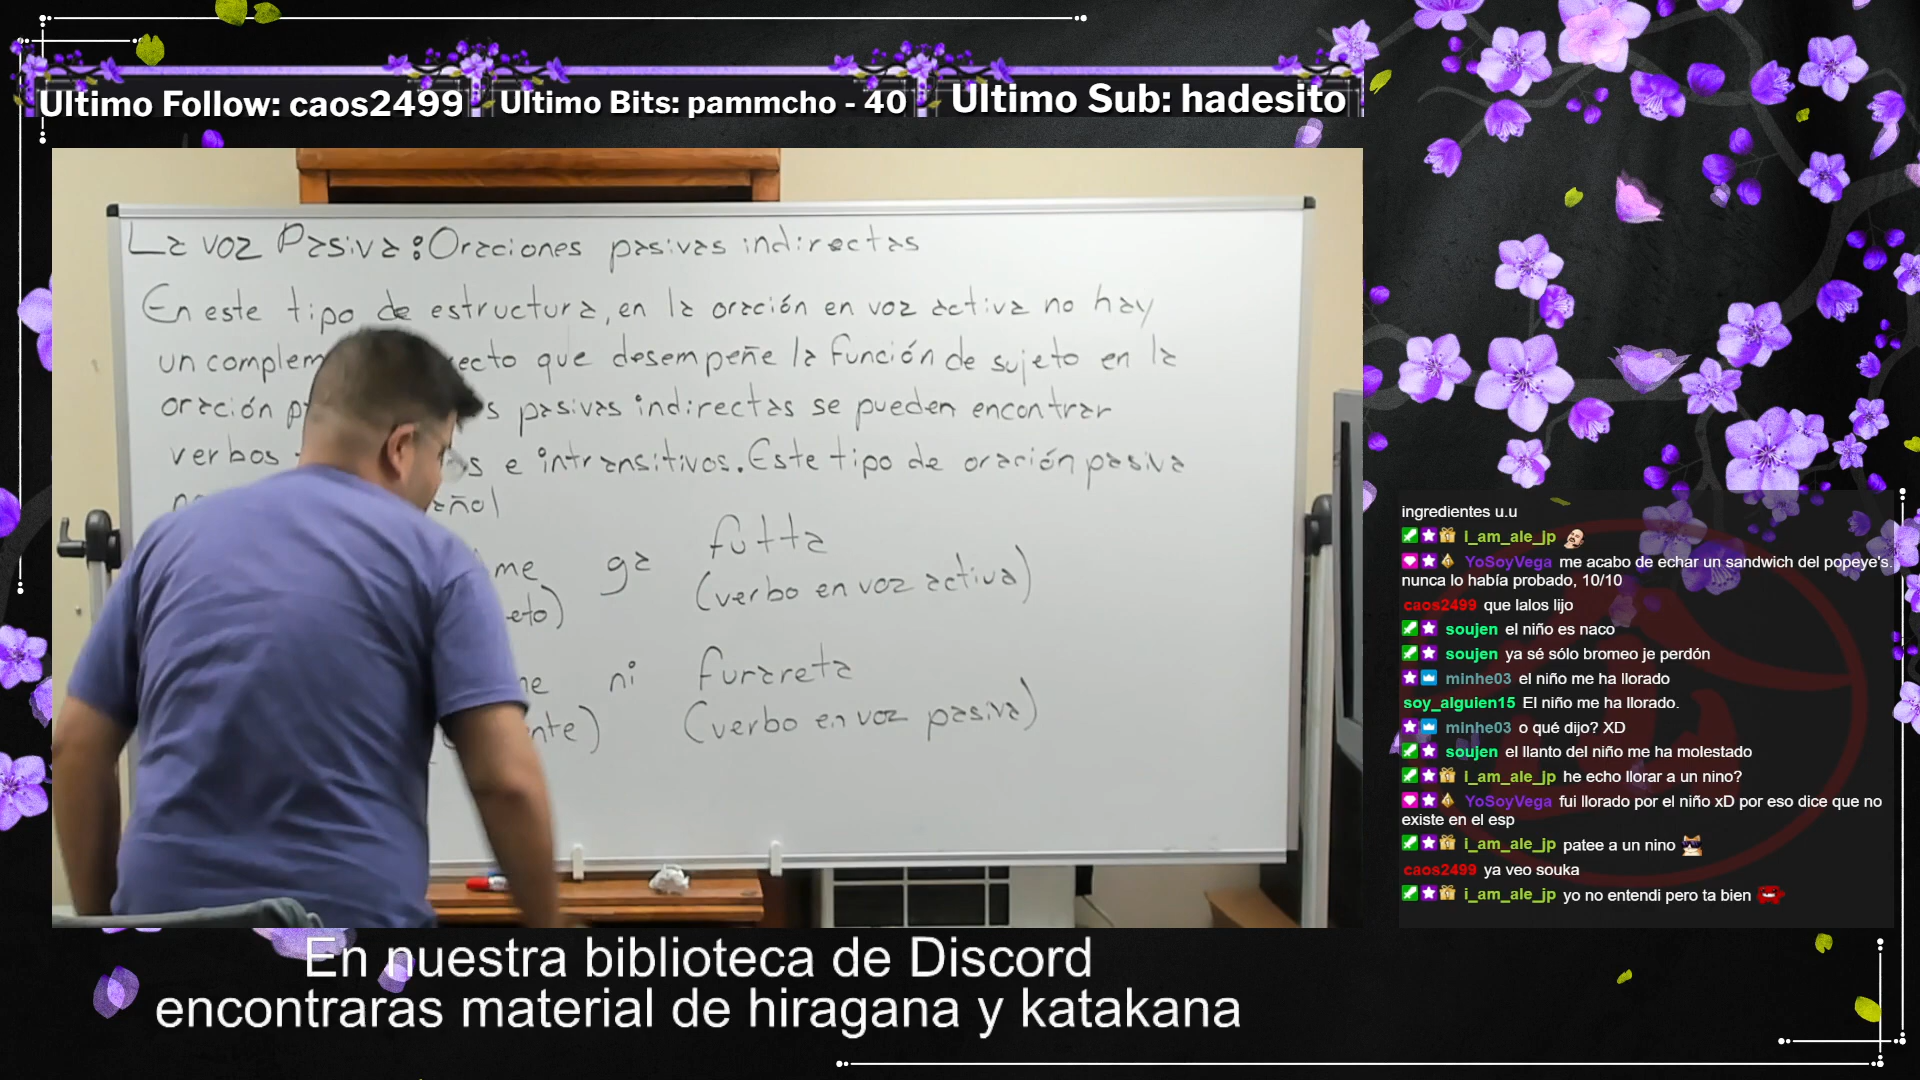 Ultimo Follow: caos2499
Ultimo Bits: pammcho - 40
Ultimo Sub: hadesito
La voz Pasiva: Oraciones pasivas indirectas
En este tipo de estructura, en la oración en voz activa no hay
un complem ecto que desempeñe la función de sujeto en la
oración p s pasivas indirectas se pueden encontrar
verbos s e intransitivos. Este tipo de oración pasiva
n añol
me ga futta
eto) (verbo en voz activa)
me ni furareta
nte) (verbo en voz pasiva)
ingredientes u.u
i_am_ale_jp
YoSoyVega me acabo de echar un sandwich del popeye's.
nunca lo había probado, 10/10
caos2499 que lalos lijo
soujen el niño es naco
soujen ya sé sólo bromeo je perdón
minhe03 el niño me ha llorado
soy_alguien15 El niño me ha llorado.
minhe03 o qué dijo? XD
soujen el llanto del niño me ha molestado
i_am_ale_jp he echo llorar a un nino?
YoSoyVega fui llorado por el niño xD por eso dice que no
existe en el esp
i_am_ale_jp patee a un nino
caos2499 ya veo souka
i_am_ale_jp yo no entendi pero ta bien
En nuestra biblioteca de Discord
encontraras material de hiragana y katakana